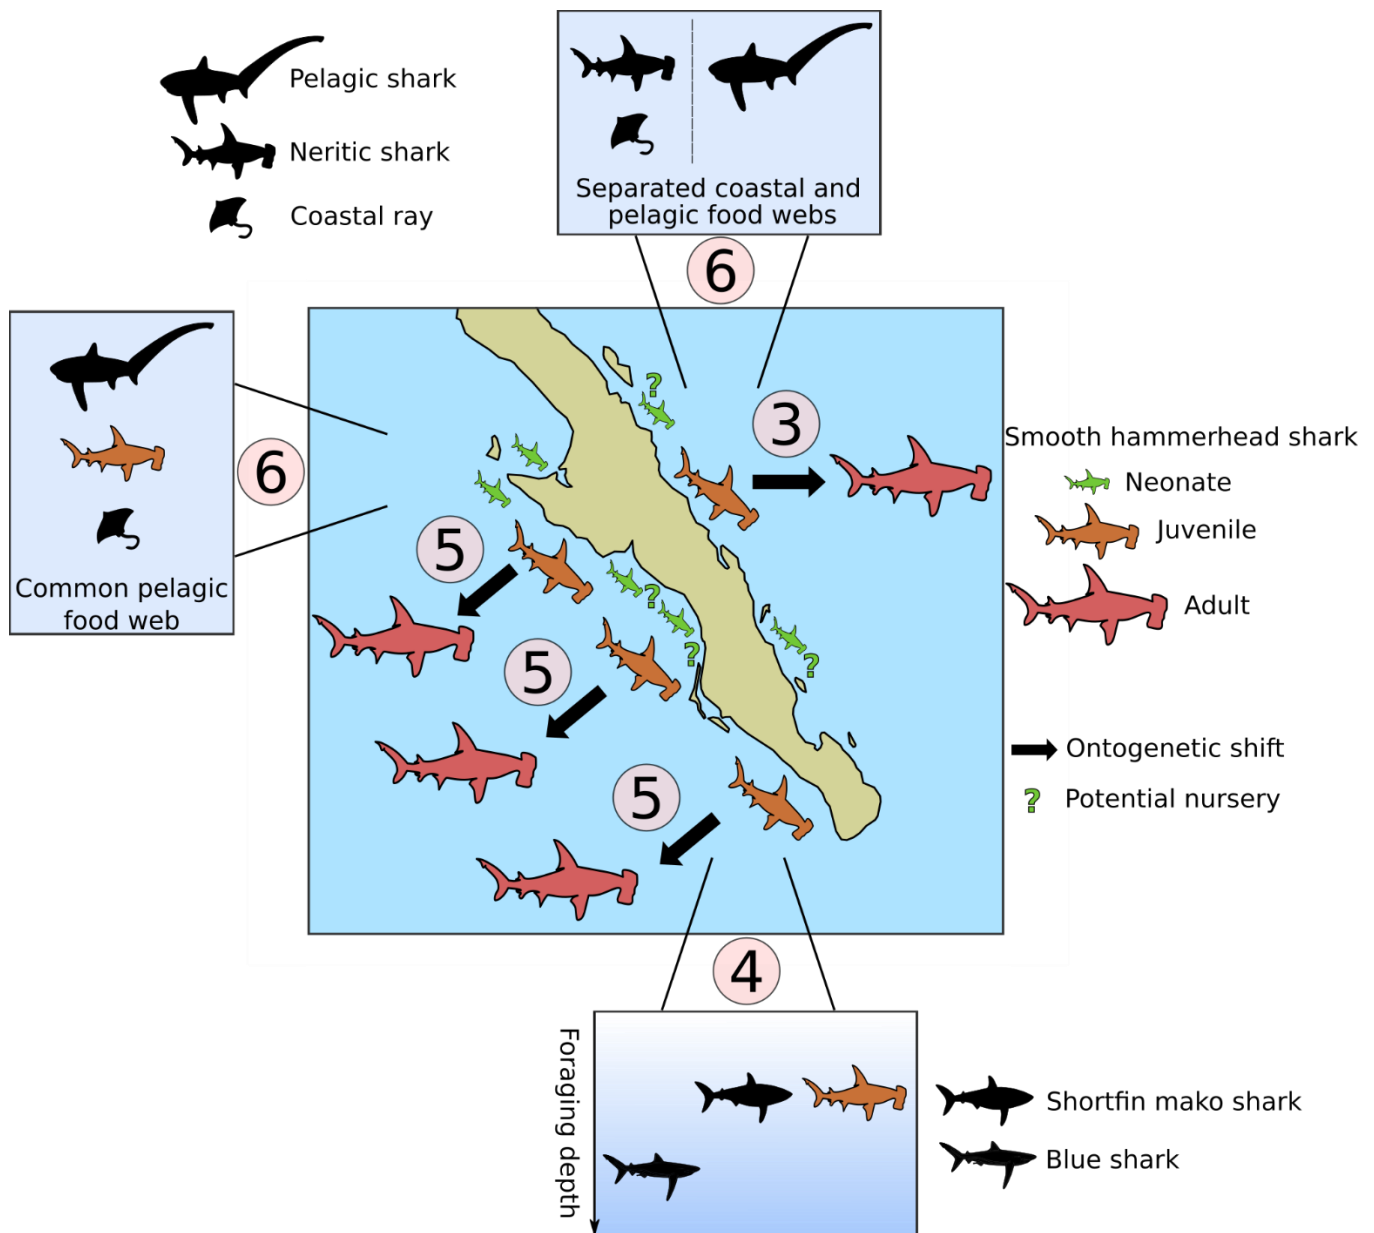 Pelagic shark
Neritic shark
Coastal ray
Separated coastal and
pelagic food webs
6
6
Common pelagic
food web
?
3
5
?
?
?
5
5
Smooth hammerhead shark
Neonate
Juvenile
Adult
Ontogenetic shift
? Potential nursery
4
Foraging depth
Shortfin mako shark
Blue shark